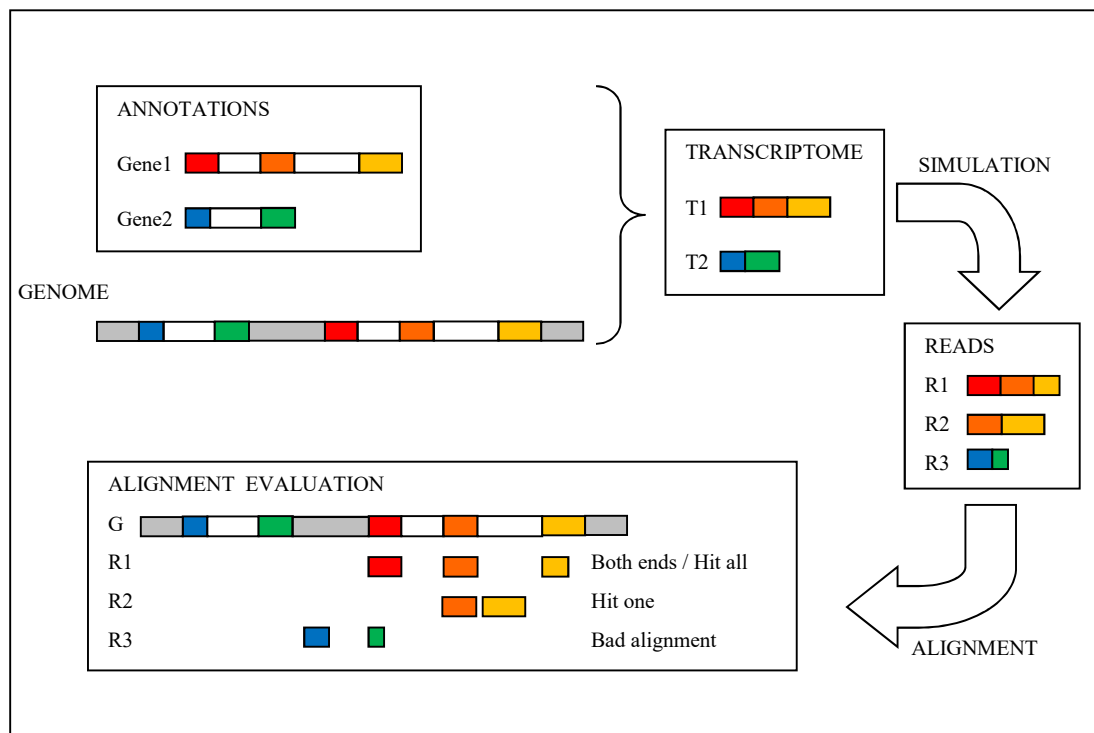 ANNOTATIONS
Gene1
Gene2
GENOME
TRANSCRIPTOME
T1
T2
SIMULATION
READS
R1
R2
R3
ALIGNMENT
ALIGNMENT EVALUATION
G
R1 Both ends / Hit all
R2 Hit one
R3 Bad alignment